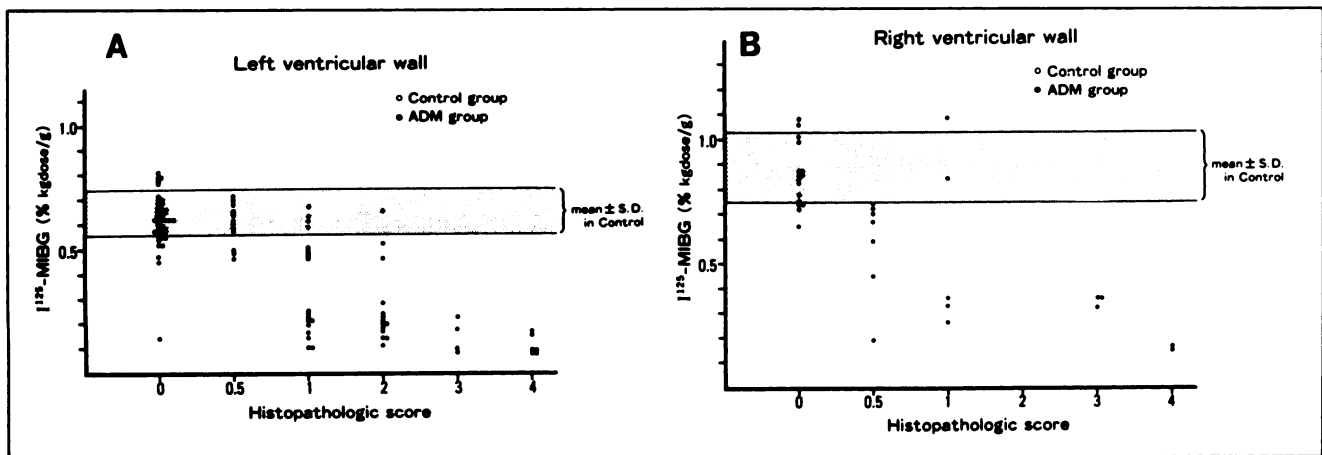 A
Left ventricular wall
○ Control group
● ADM group
1.0
0.5
I¹²⁵-MIBG (% kgdose/g)
mean ± S.D.
in Control
0 0.5 1 2 3 4
Histopathologic score
B
Right ventricular wall
○ Control group
● ADM group
1.0
0.5
I¹²⁵-MIBG (% kgdose/g)
mean ± S.D.
in Control
0 0.5 1 2 3 4
Histopathologic score